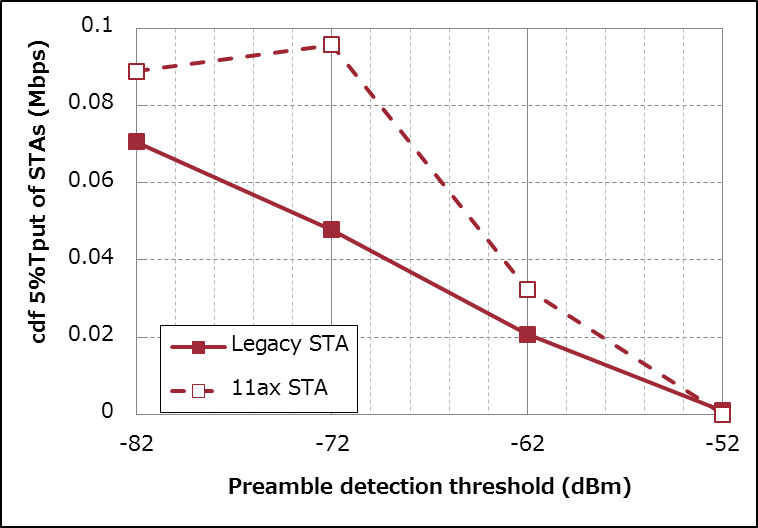 cdf 5%Tput of STAs (Mbps)
0.1
0.08
0.06
0.04
0.02
0
Legacy STA
11ax STA
-82
-72
-62
-52
Preamble detection threshold (dBm)